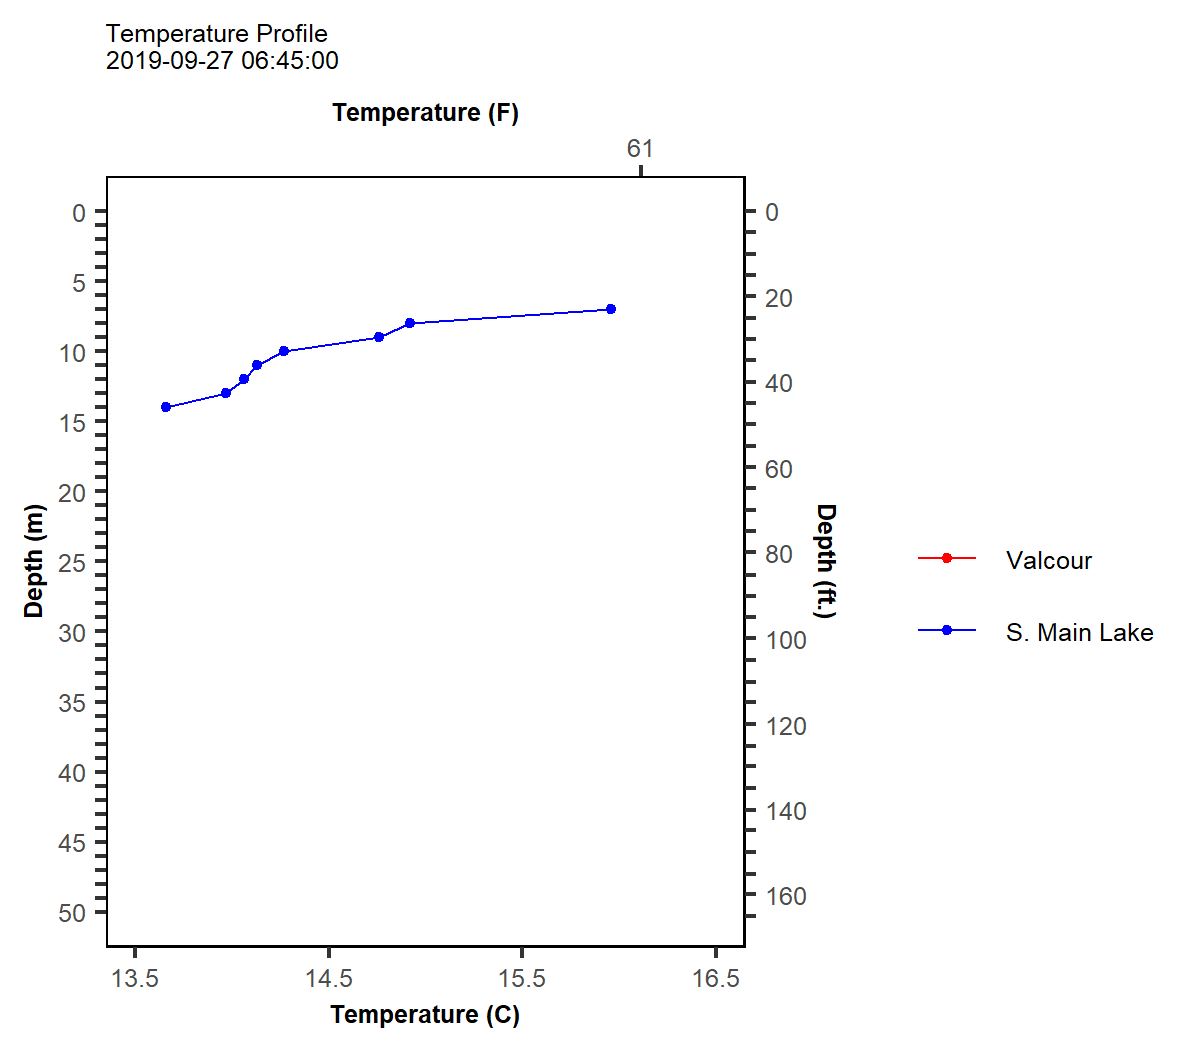 Temperature Profile
2019-09-27 06:45:00
Temperature (F)
61
0
5
10
15
20
25
30
35
40
45
50
Depth (m)
0
20
40
60
80
100
120
140
160
Depth (ft.)
Valcour
S. Main Lake
13.5 14.5 15.5 16.5
Temperature (C)